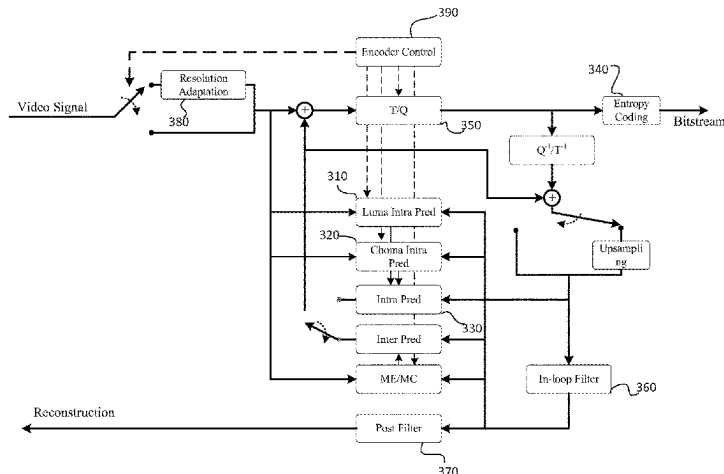 390
Encoder Control
Resolution
Adaptation
380
Video Signal
T/Q
350
340
Entropy
Coding
Bitstream
Q⁻¹/T⁻¹
310
Luma Intra Pred
320
Choma Intra
Pred
Upsampli
ng
Intra Pred
330
Inter Pred
ME/MC
In-loop Filter
360
Reconstruction
Post Filter
370